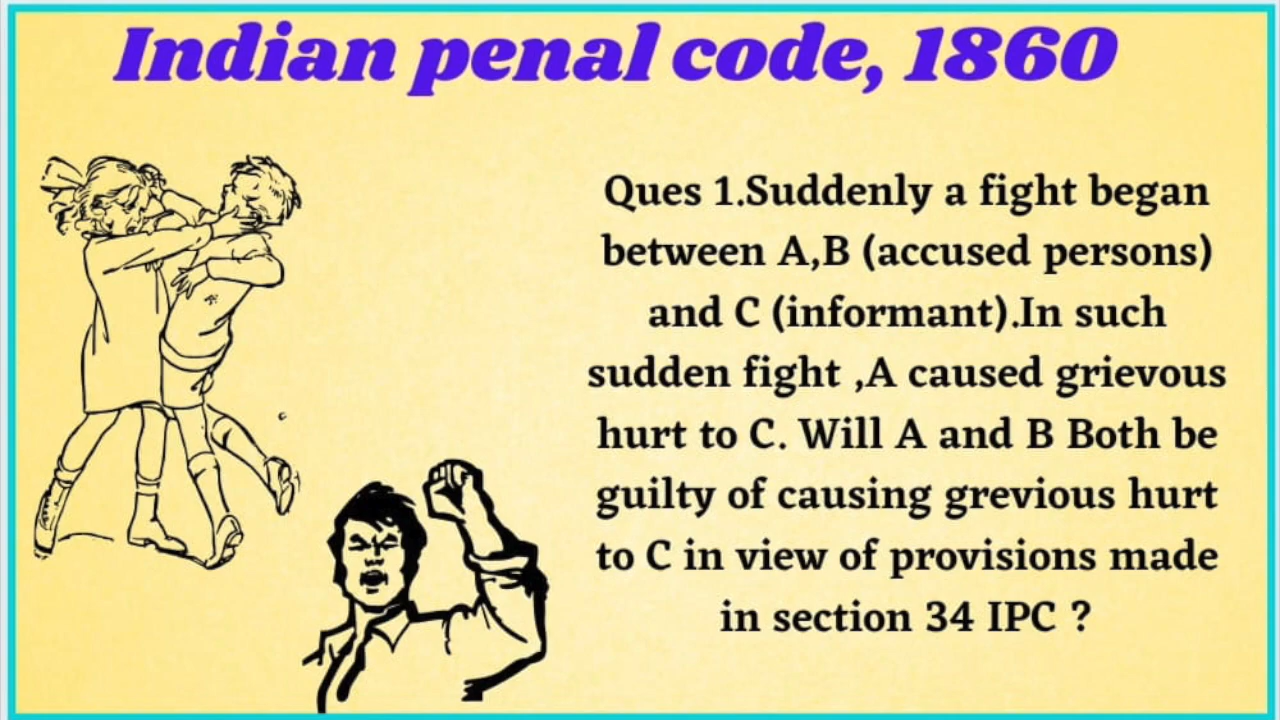 Indian penal code, 1860
Ques 1.Suddenly a fight began
between A,B (accused persons)
and C (informant).In such
sudden fight ,A caused grievous
hurt to C. Will A and B Both be
guilty of causing grevious hurt
to C in view of provisions made
in section 34 IPC ?